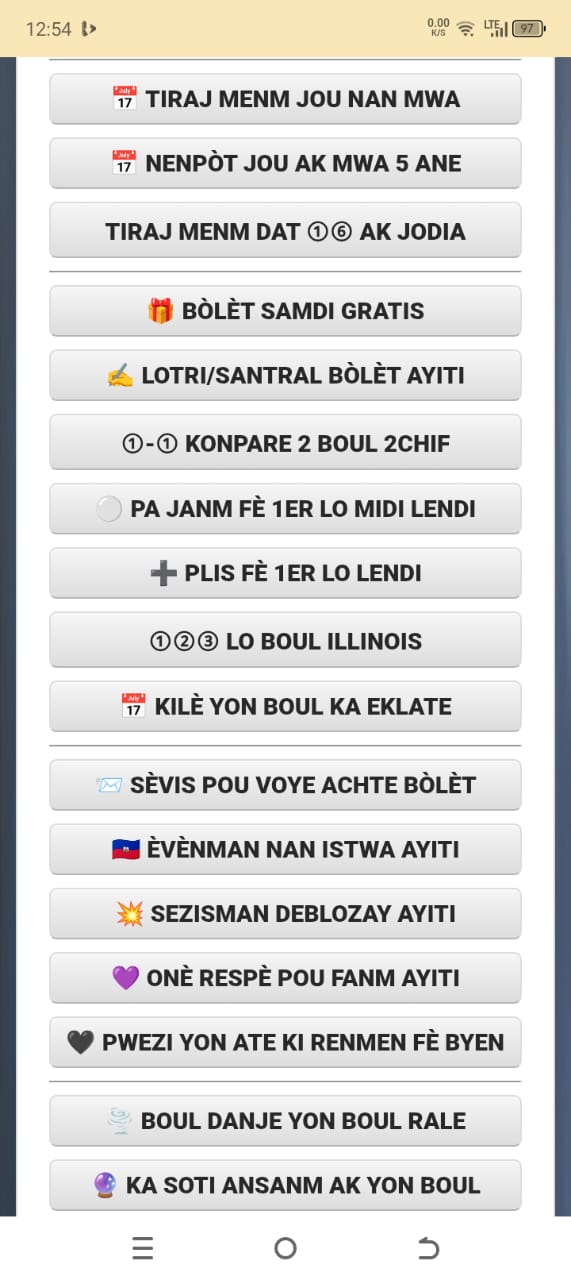 12:54
0.00
K/S
LTE
97
📅 TIRAJ MENM JOU NAN MWA
📅 NENPÒT JOU AK MWA 5 ANE
TIRAJ MENM DAT ①⑥ AK JODIA
🎁 BÒLÈT SAMDI GRATIS
✍️ LOTRI/SANTRAL BÒLÈT AYITI
①-① KONPARE 2 BOUL 2CHIF
⚪ PA JANM FÈ 1ER LO MIDI LENDI
➕ PLIS FÈ 1ER LO LENDI
①②③ LO BOUL ILLINOIS
📅 KILÈ YON BOUL KA EKLATE
📨 SÈVIS POU VOYE ACHTE BÒLÈT
🇭🇹 ÈVÈNMAN NAN ISTWA AYITI
💥 SEZISMAN DEBLOZAY AYITI
💜 ONÈ RESPÈ POU FANM AYITI
🖤 PWEZI YON ATE KI RENMEN FÈ BYEN
🌪️ BOUL DANJE YON BOUL RALE
🔮 KA SOTI ANSANM AK YON BOUL